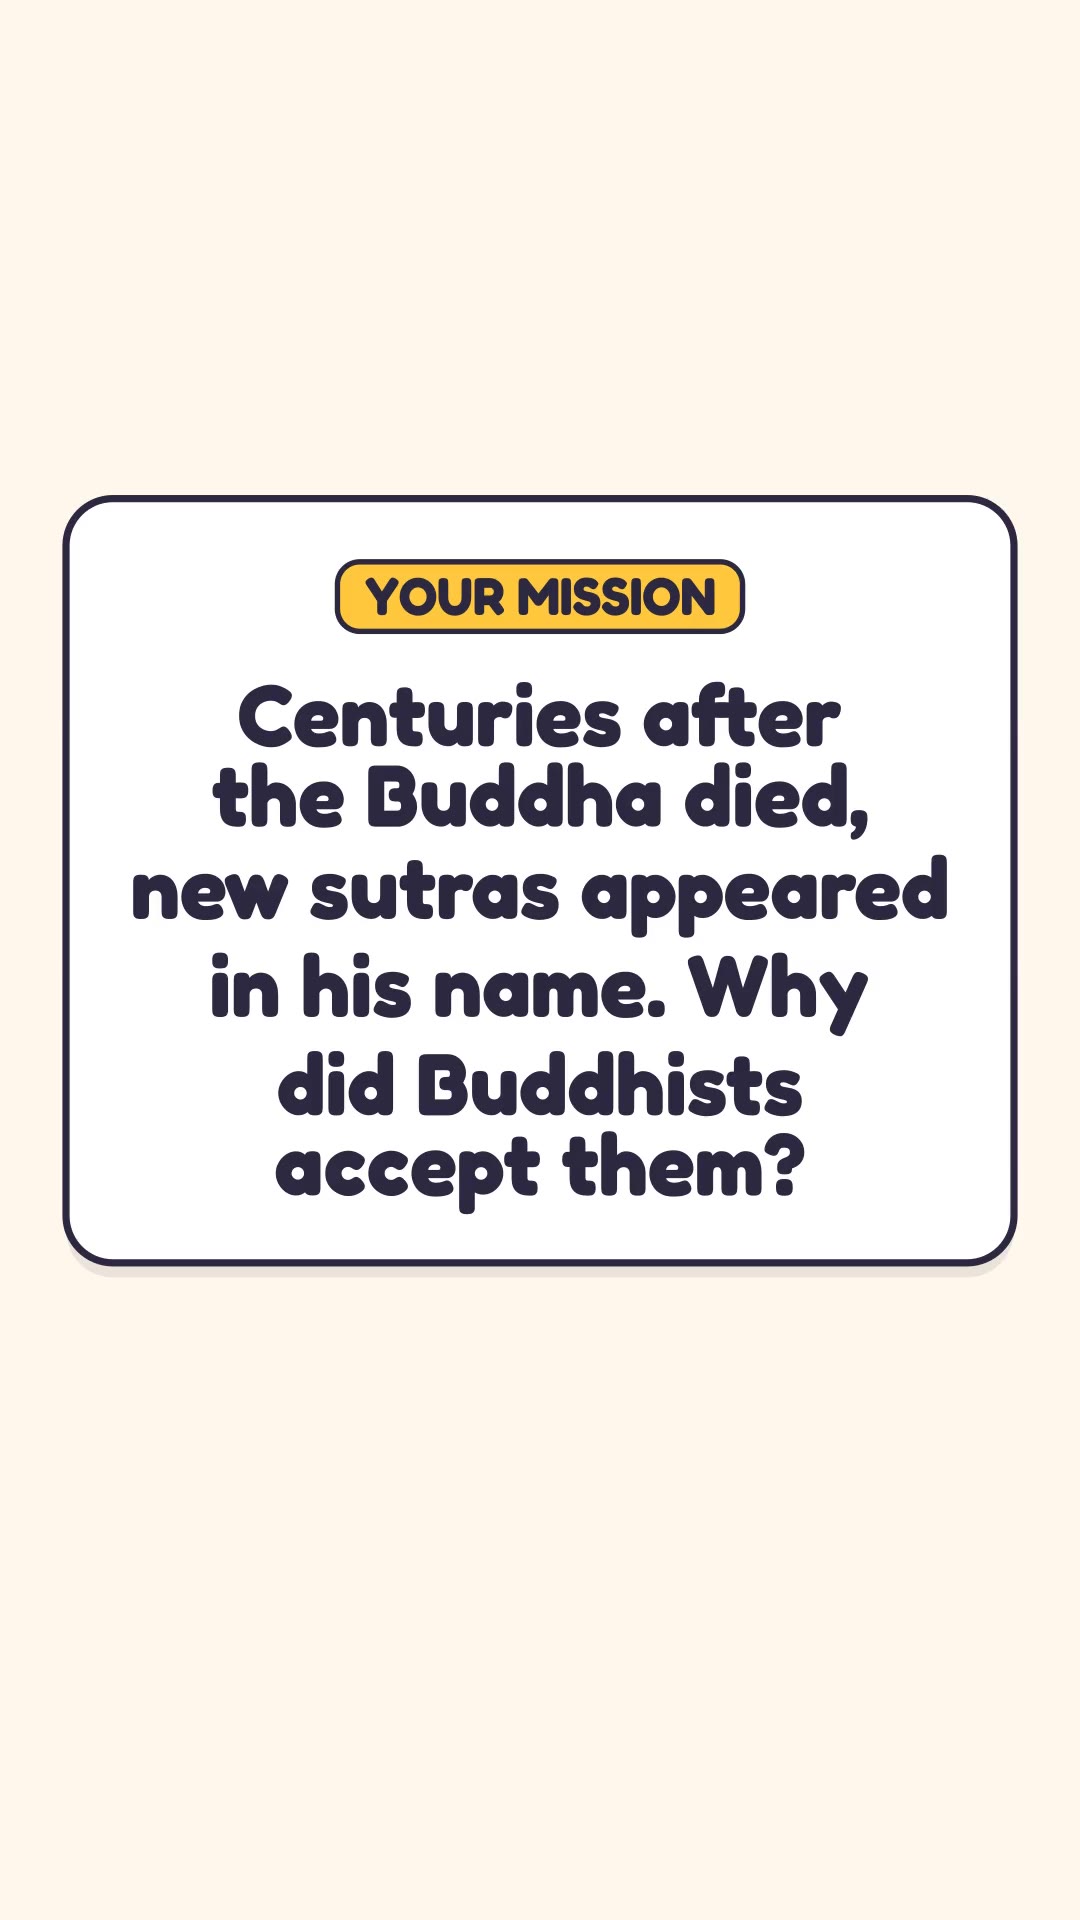 YOUR MISSION
Centuries after
the Buddha died,
new sutras appeared
in his name. Why
did Buddhists
accept them?